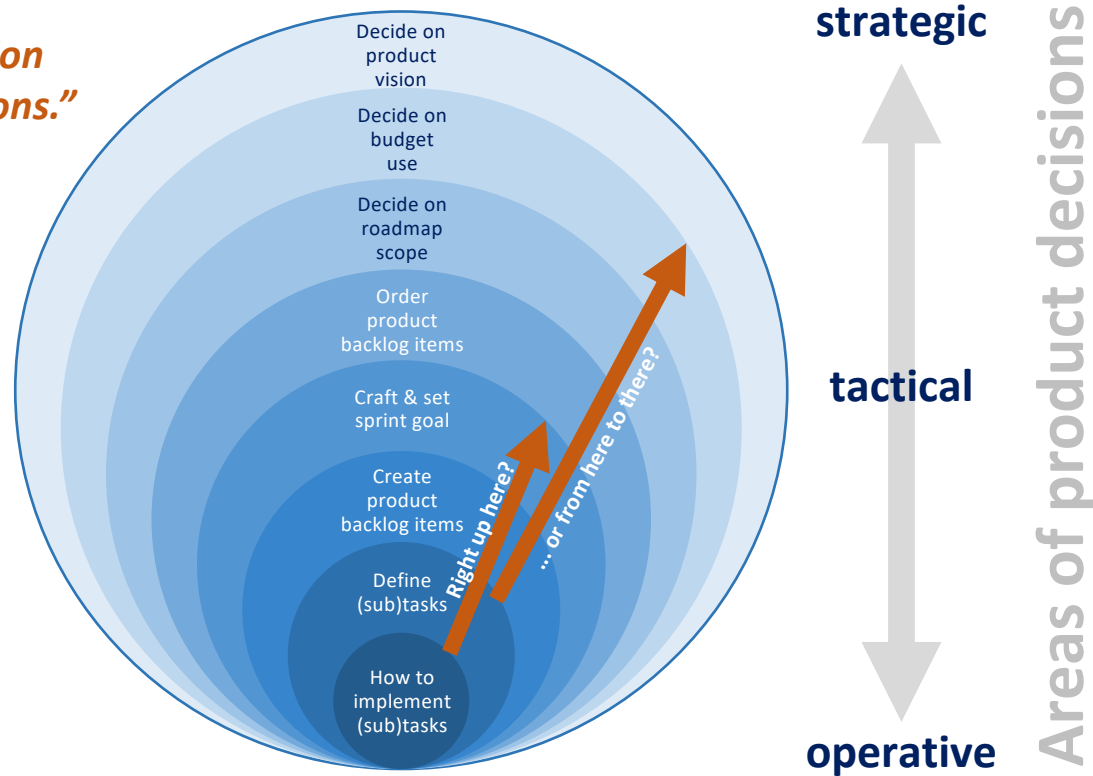 on
ons.”
Decide on
product
vision
Decide on
budget
use
Decide on
roadmap
scope
Order
product
backlog items
Craft & set
sprint goal
Create
product
backlog items
Define
(sub)tasks
How to
implement
(sub)tasks
Right up here?
... or from here to there?
strategic
tactical
operative
Areas of product decisions